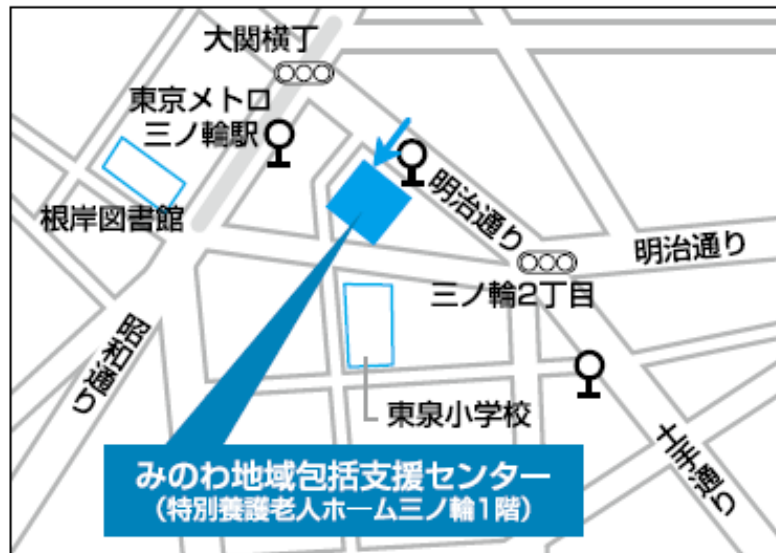 大関横丁
東京メトロ
三ノ輪駅
根岸図書館
明治通り
明治通り
三ノ輪2丁目
昭和通り
東泉小学校
土手通り
みのわ地域包括支援センター
（特別養護老人ホーム三ノ輪1階）